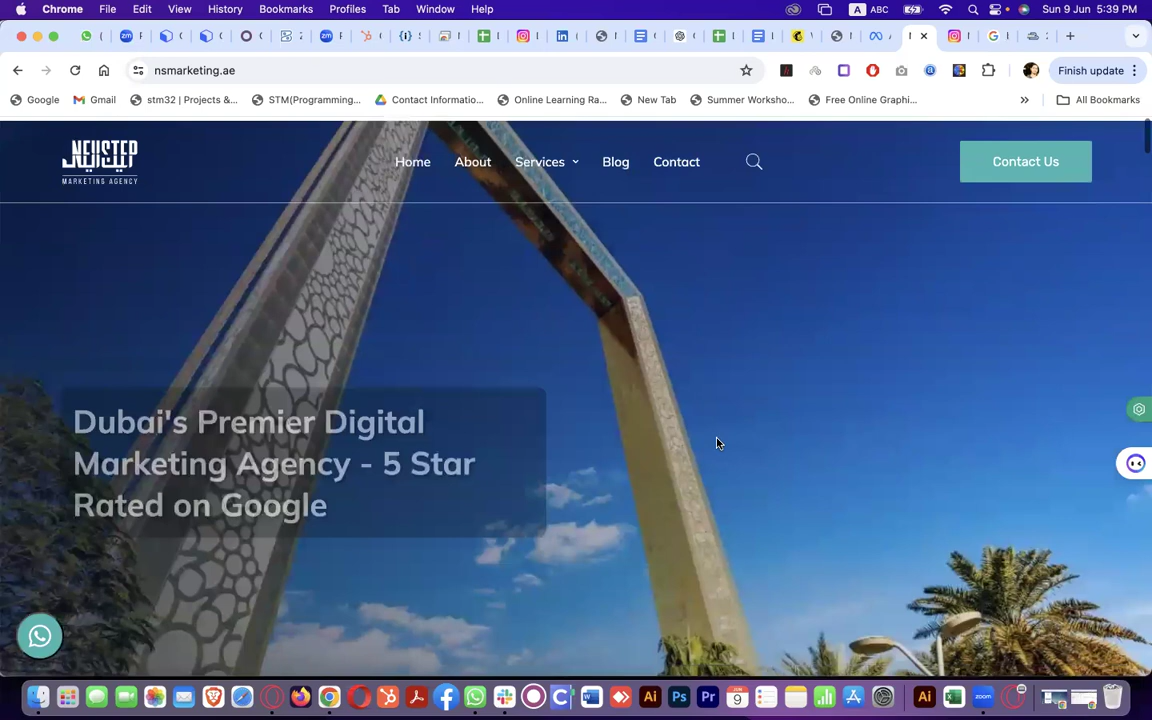 Chrome File Edit View History Bookmarks Profiles Tab Window Help
A ABC Sun 9 Jun 5:39 PM
nsmarketing.ae
Finish update
Google Gmail stm32 | Projects &... STM(Programming... Contact Informatio... Online Learning Ra... New Tab Summer Worksho... Free Online Graphi... All Bookmarks
NEWSTEP
MARKETING AGENCY
Home About Services Blog Contact
Contact Us
Dubai's Premier Digital
Marketing Agency - 5 Star
Rated on Google